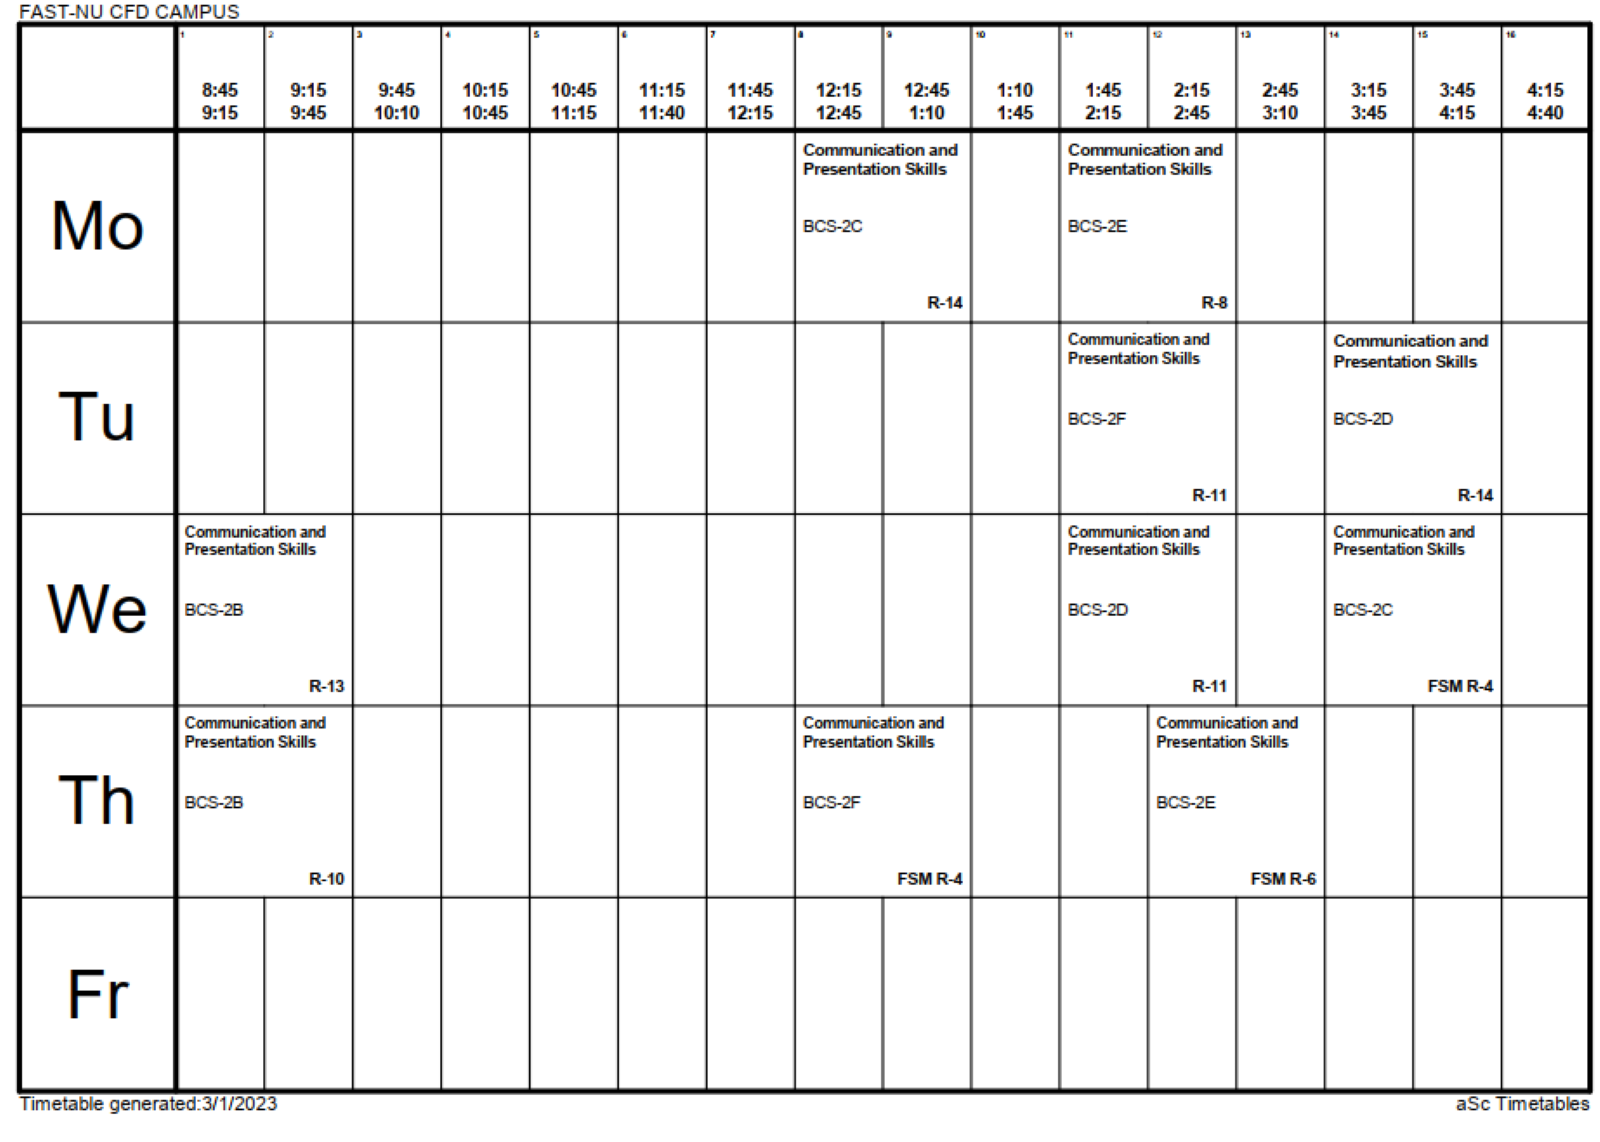 FAST-NU CFD CAMPUS
1 2 3 4 5 6 7 8 9 10 11 12 13 14 15 16
8:45 9:15 9:45 10:15 10:45 11:15 11:45 12:15 12:45 1:10 1:45 2:15 2:45 3:15 3:45 4:15
9:15 9:45 10:10 10:45 11:15 11:40 12:15 12:45 1:10 1:45 2:15 2:45 3:10 3:45 4:15 4:40
Mo
Communication and
Presentation Skills
BCS-2C
R-14
Communication and
Presentation Skills
BCS-2E
R-8
Tu
Communication and
Presentation Skills
BCS-2F
R-11
Communication and
Presentation Skills
BCS-2D
R-14
We
Communication and
Presentation Skills
BCS-2B
R-13
Communication and
Presentation Skills
BCS-2D
R-11
Communication and
Presentation Skills
BCS-2C
FSM R-4
Th
Communication and
Presentation Skills
BCS-2B
R-10
Communication and
Presentation Skills
BCS-2F
FSM R-4
Communication and
Presentation Skills
BCS-2E
FSM R-6
Fr
Timetable generated:3/1/2023
aSc Timetables